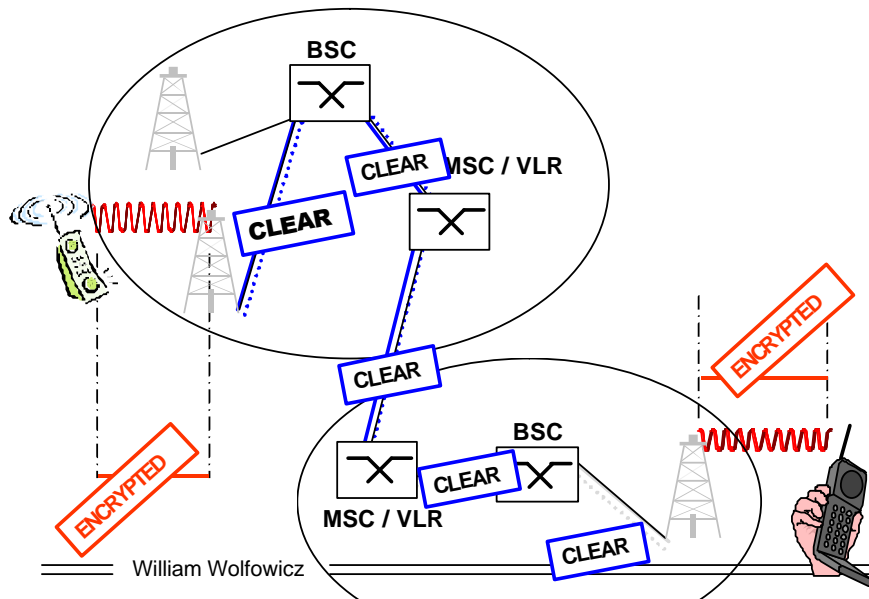 BSC
CLEAR
MSC / VLR
CLEAR
CLEAR
ENCRYPTED
BSC
CLEAR
MSC / VLR
ENCRYPTED
CLEAR
William Wolfowicz